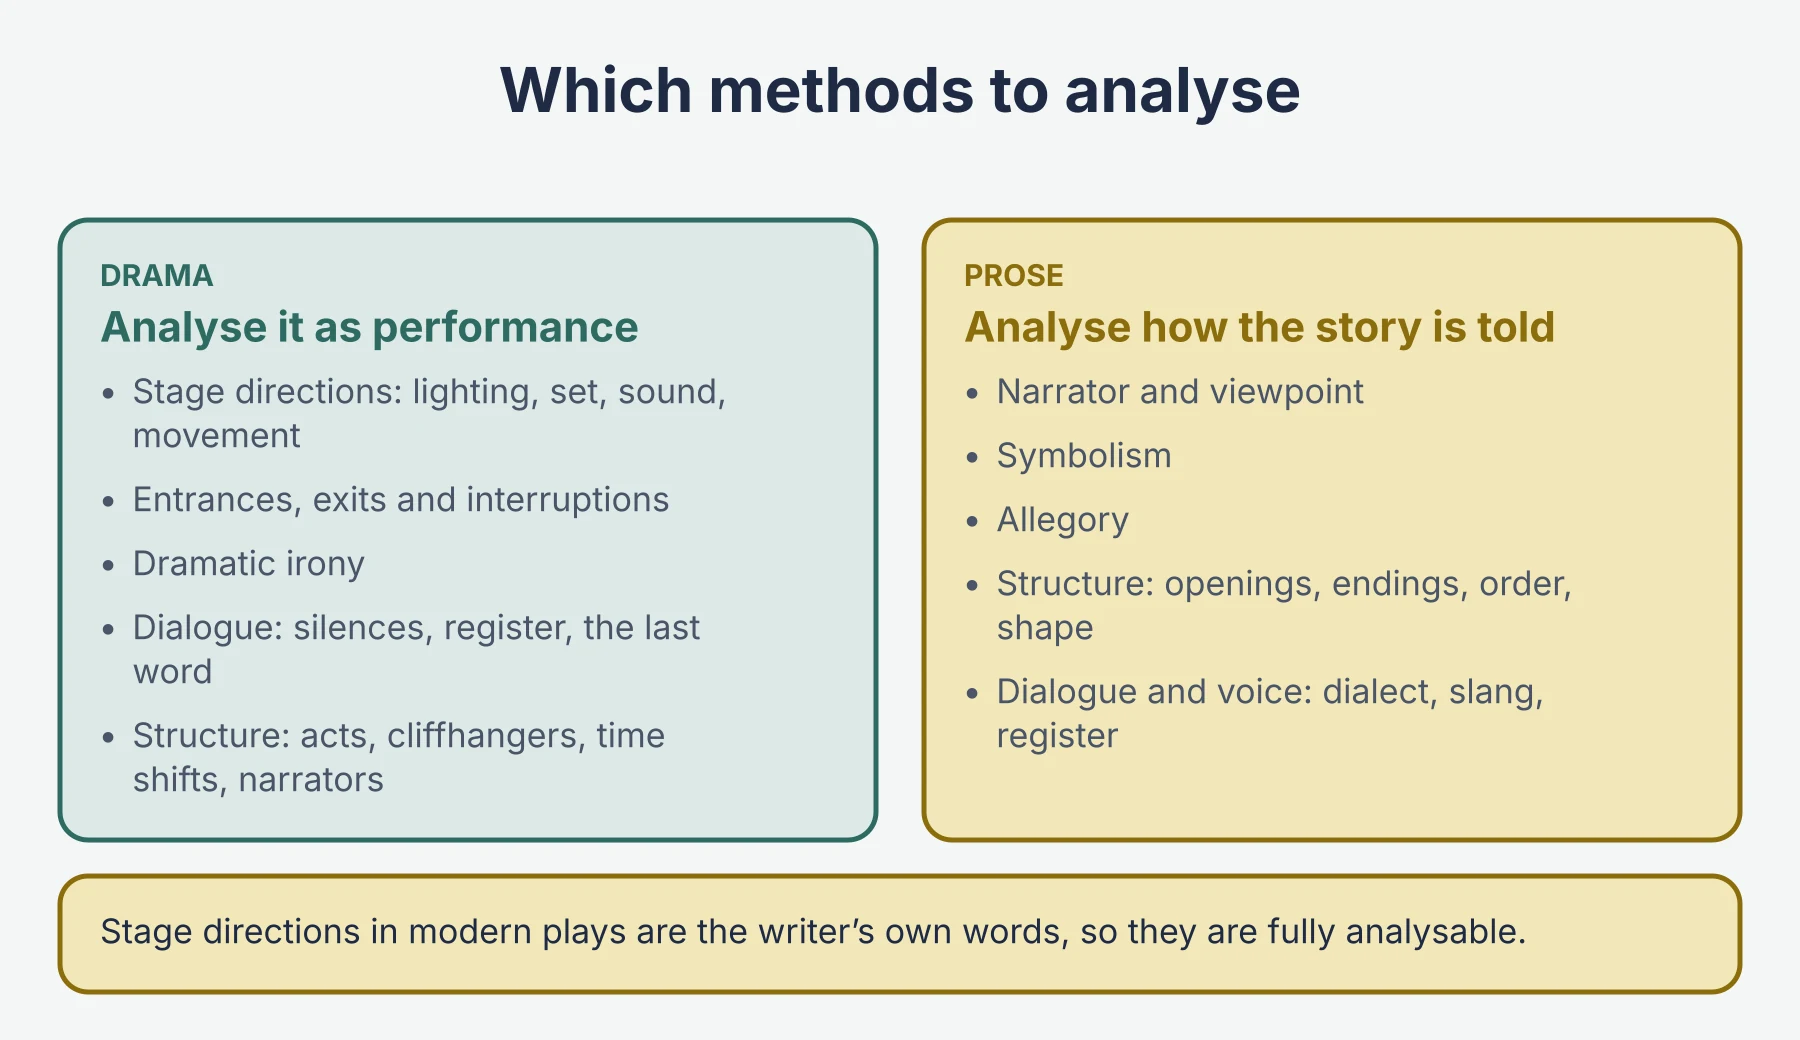 Which methods to analyse
DRAMA
Analyse it as performance
• Stage directions: lighting, set, sound,
movement
• Entrances, exits and interruptions
• Dramatic irony
• Dialogue: silences, register, the last
word
• Structure: acts, cliffhangers, time
shifts, narrators
PROSE
Analyse how the story is told
• Narrator and viewpoint
• Symbolism
• Allegory
• Structure: openings, endings, order,
shape
• Dialogue and voice: dialect, slang,
register
Stage directions in modern plays are the writer’s own words, so they are fully analysable.